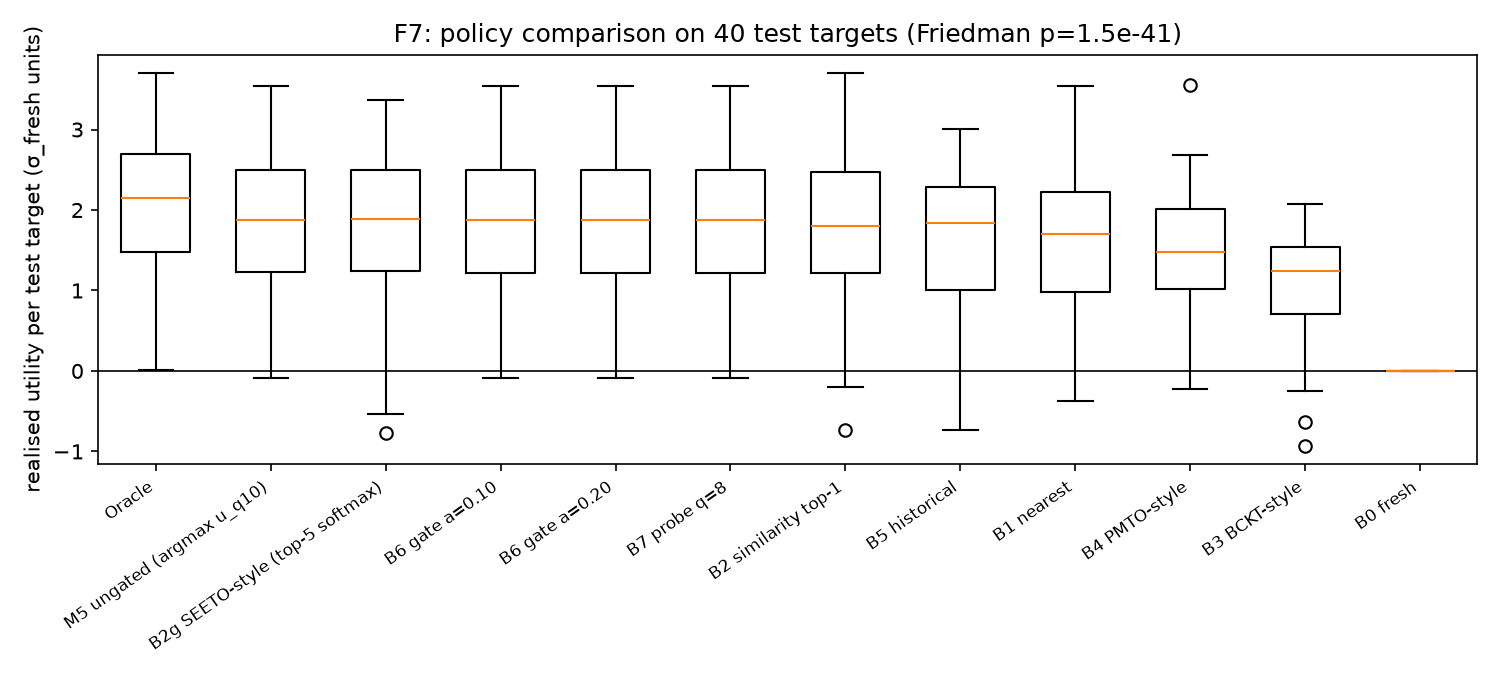 F7: policy comparison on 40 test targets (Friedman p=1.5e-41)
realised utility per test target (σ_fresh units)
3
2
1
0
−1
Oracle
M5 ungated (argmax u_q10)
B2g SEETO-style (top-5 softmax)
B6 gate a=0.10
B6 gate a=0.20
B7 probe q=8
B2 similarity top-1
B5 historical
B1 nearest
B4 PMTO-style
B3 BCKT-style
B0 fresh